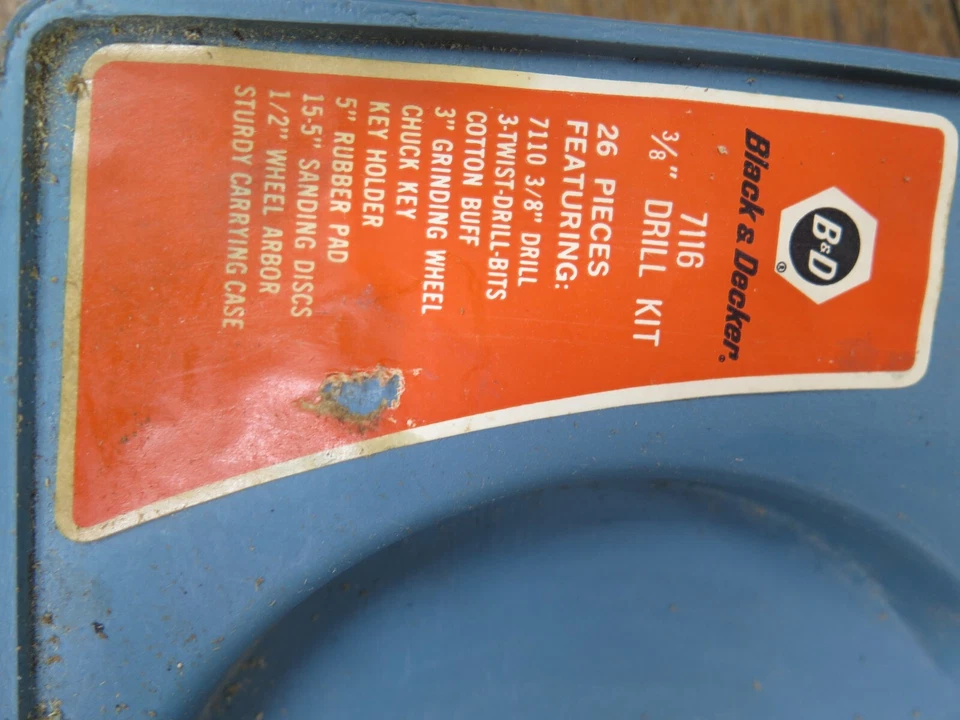 B&D®
Black & Decker®
7116
3/8" DRILL KIT
26 PIECES
FEATURING:
7110 3/8" DRILL
3-TWIST-DRILL-BITS
COTTON BUFF
3" GRINDING WHEEL
CHUCK KEY
KEY HOLDER
5" RUBBER PAD
15-5" SANDING DISCS
1/2" WHEEL ARBOR
STURDY CARRYING CASE